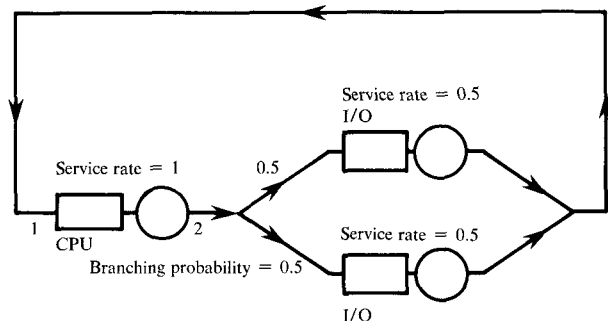 Service rate = 0.5
I/O
Service rate = 1
0.5
1
CPU
2
Service rate = 0.5
Branching probability = 0.5
I/O